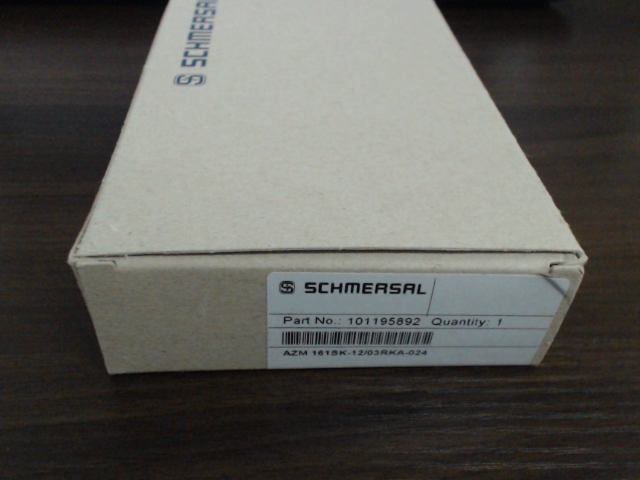 SCHMERSAL
SCHMERSAL
Part No.: 101195892 Quantity: 1
AZM 161SK-12/03RKA-024